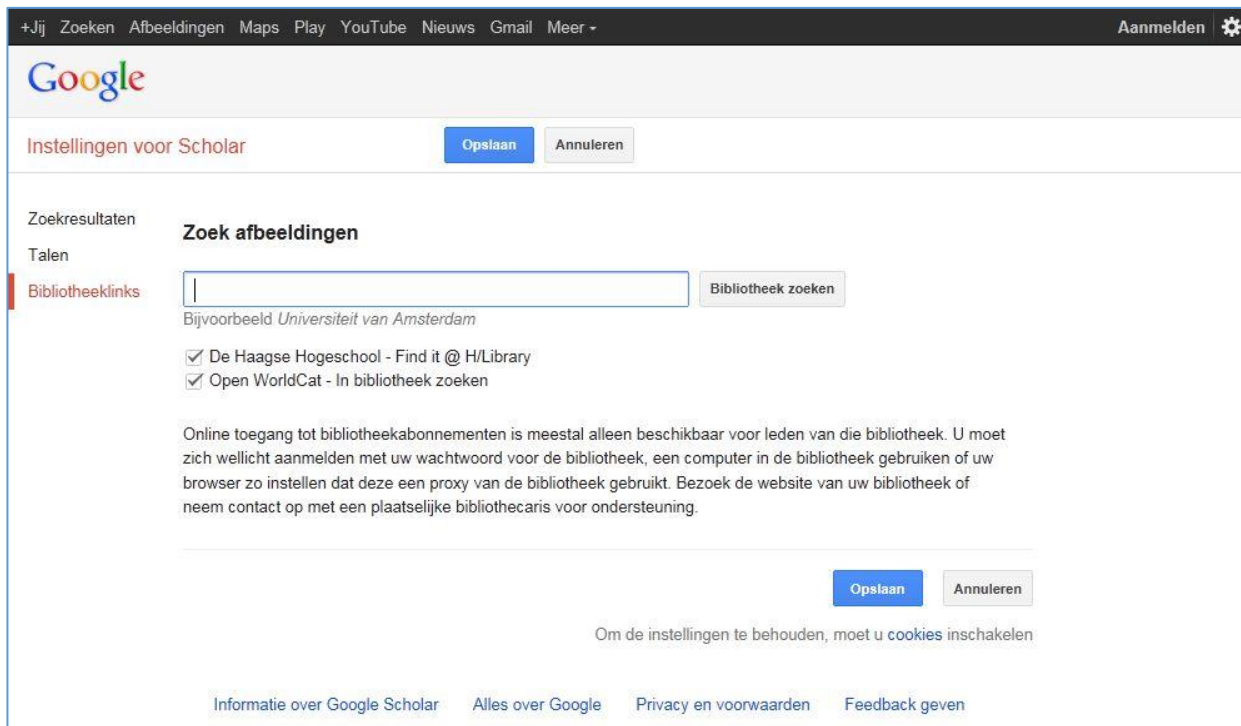 +Jij Zoeken Afbeeldingen Maps Play YouTube Nieuws Gmail Meer Aanmelden
Google
Instellingen voor Scholar Opslaan Annuleren
Zoekresultaten
Talen
Bibliotheeklinks
Zoek afbeeldingen
Bibliotheek zoeken
Bijvoorbeeld Universiteit van Amsterdam
De Haagse Hogeschool - Find it @ H/Library
Open WorldCat - In bibliotheek zoeken
Online toegang tot bibliotheekabonnementen is meestal alleen beschikbaar voor leden van die bibliotheek. U moet
zich wellicht aanmelden met uw wachtwoord voor de bibliotheek, een computer in de bibliotheek gebruiken of uw
browser zo instellen dat deze een proxy van de bibliotheek gebruikt. Bezoek de website van uw bibliotheek of
neem contact op met een plaatselijke bibliothecaris voor ondersteuning.
Opslaan Annuleren
Om de instellingen te behouden, moet u cookies inschakelen
Informatie over Google Scholar Alles over Google Privacy en voorwaarden Feedback geven